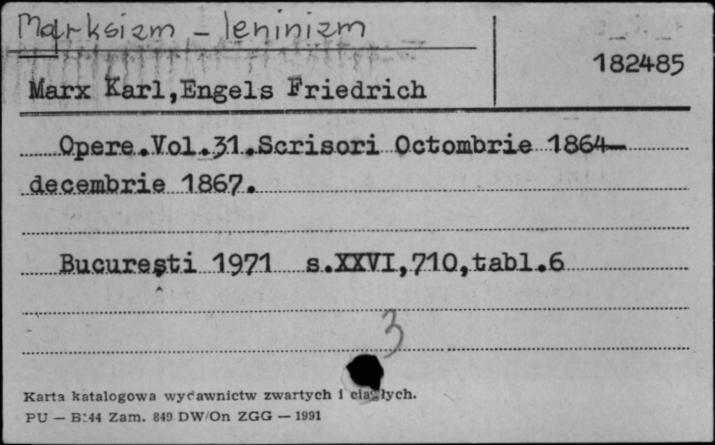 Marksizm - leninizm
182485
Marx Karl,Engels Friedrich
Opere.Vol.31.Scrisori Octombrie 1864-
decembrie 1867.
Bucureşti 1971 s.XXVI,710,tabl.6
3
Karta katalogowa wydawnictw zwartych i ciągłych.
PU — B:44 Zam. 849 DW/On ZGG — 1991